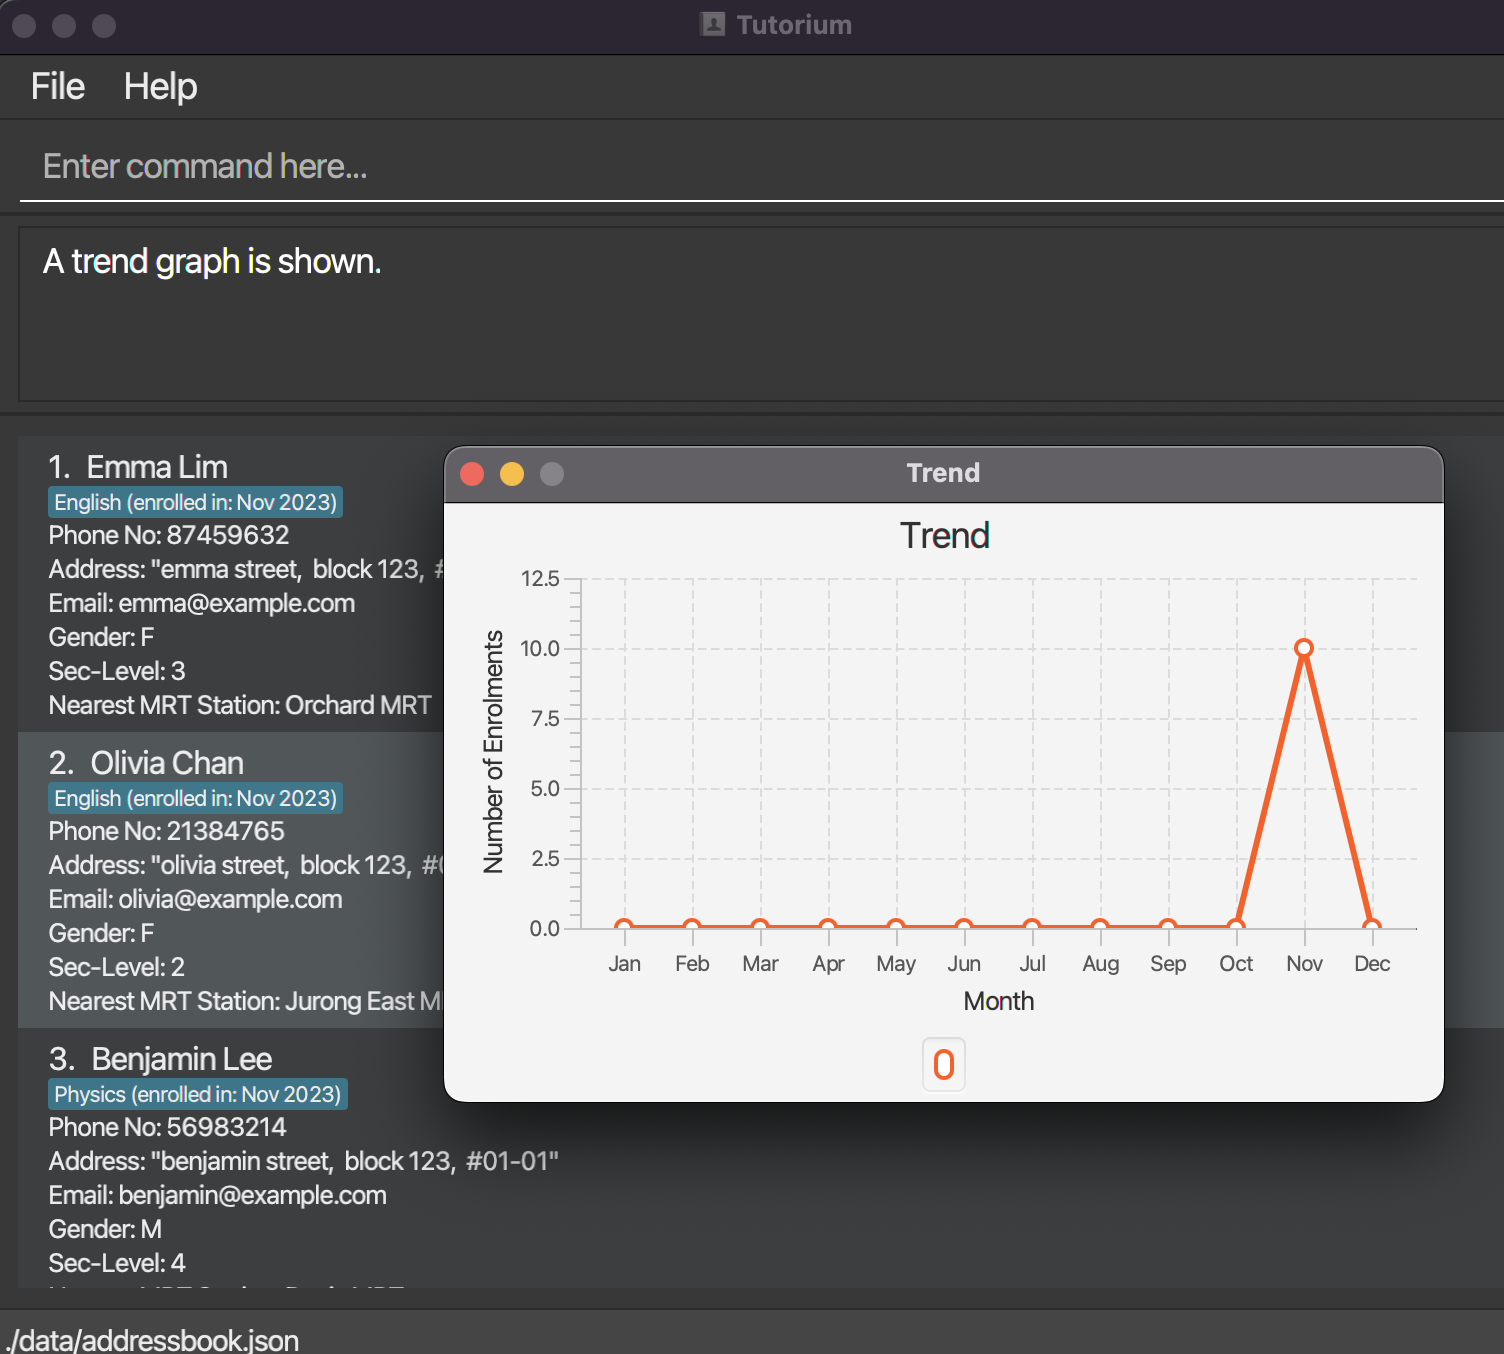 Tutorium
File Help
Enter command here...
A trend graph is shown.
1. Emma Lim
English (enrolled in: Nov 2023)
Phone No: 87459632
Address: "emma street, block 123, #
Email: emma@example.com
Gender: F
Sec-Level: 3
Nearest MRT Station: Orchard MRT
2. Olivia Chan
English (enrolled in: Nov 2023)
Phone No: 21384765
Address: "olivia street, block 123, #0
Email: olivia@example.com
Gender: F
Sec-Level: 2
Nearest MRT Station: Jurong East M
3. Benjamin Lee
Physics (enrolled in: Nov 2023)
Phone No: 56983214
Address: "benjamin street, block 123, #01-01"
Email: benjamin@example.com
Gender: M
Sec-Level: 4
Trend
Trend
Number of Enrolments
12.5
10.0
7.5
5.0
2.5
0.0
Jan Feb Mar Apr May Jun Jul Aug Sep Oct Nov Dec
Month
./data/addressbook.json